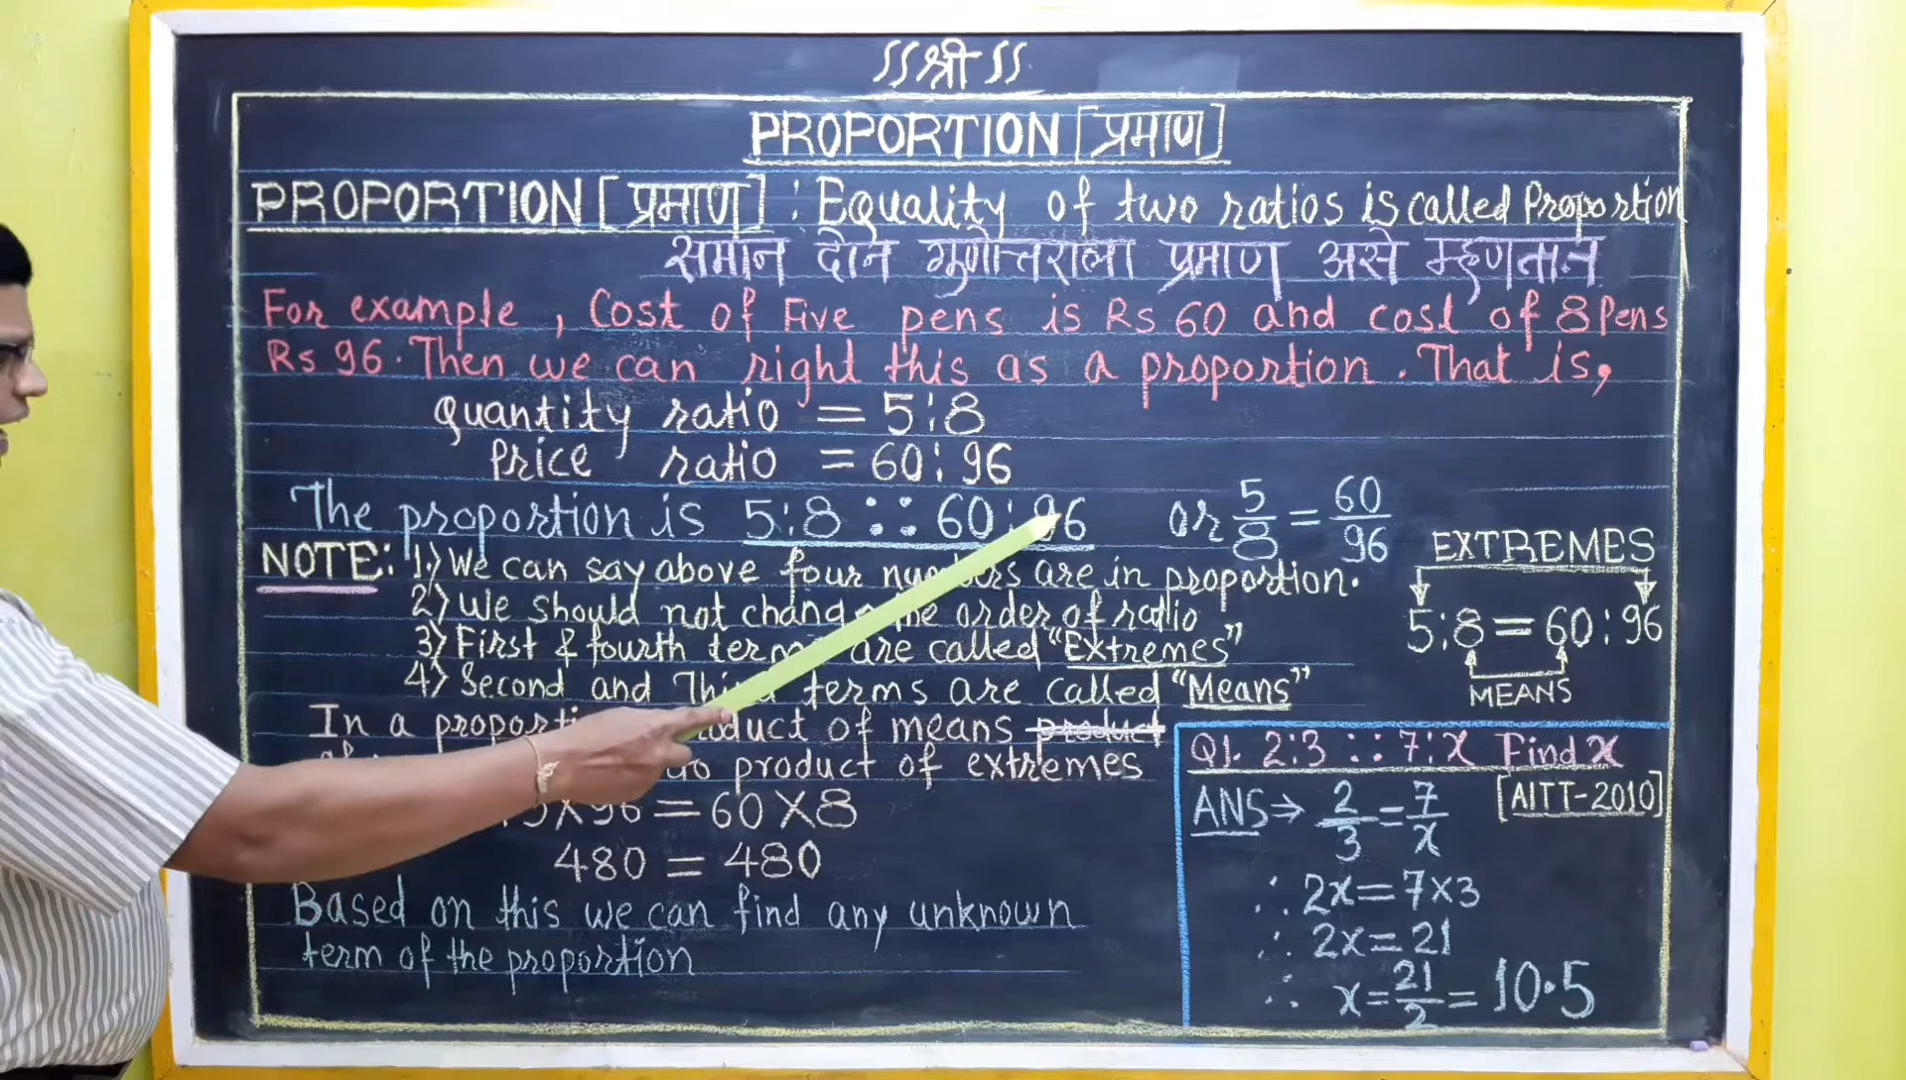 ऽऽ श्री ऽऽ
PROPORTION [प्रमाण]
PROPORTION [प्रमाण] : Equality of two ratios is called Proportion
समान दोन गुणोत्तराला प्रमाण असे म्हणतात
For example, Cost of Five pens is Rs 60 and cost of 8 Pens
Rs 96. Then we can right this as a proportion. That is,
Quantity ratio = 5:8
Price ratio = 60:96
The proportion is 5:8 :: 60:96 or 5/8 = 60/96
NOTE: 1) We can say above four numbers are in proportion.
2) We should not change the order of ratio
3) First & fourth terms are called "Extremes"
4) Second and Third terms are called "Means"
EXTREMES
5:8 = 60:96
MEANS
In a product of means product
product of extremes
5X96 = 60X8
480 = 480
Based on this we can find any unknown
term of the proportion
Q1. 2:3 :: 7:x Find x
[AITT-2010]
ANS→ 2/3 = 7/x
∴ 2x = 7x3
∴ 2x = 21
∴ x = 21/2 = 10.5